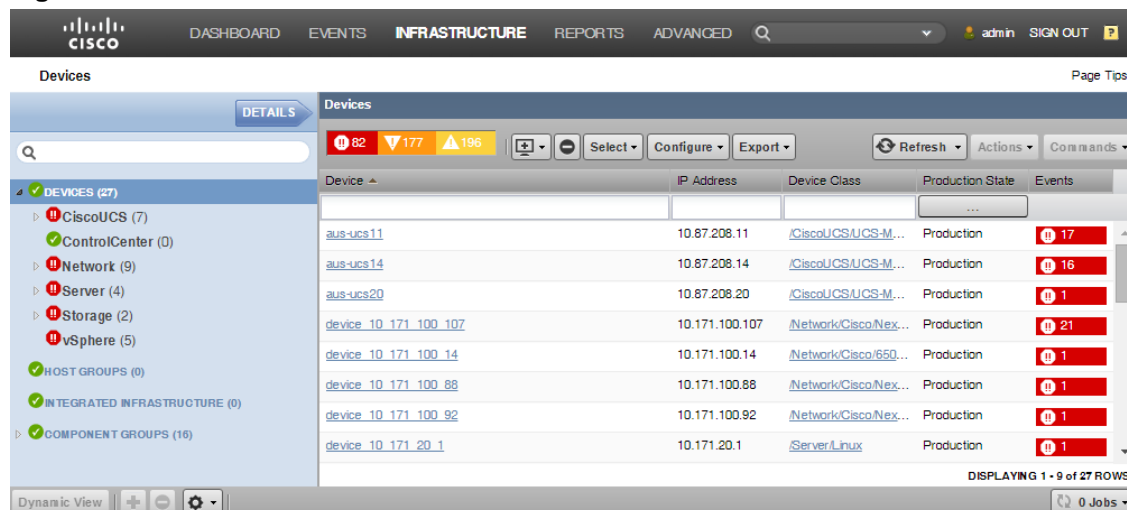 CISCO
DASHBOARD EVENTS INFRASTRUCTURE REPORTS ADVANCED admin SIGN OUT ?
Devices Page Tips
DETAILS
DEVICES (27)
CiscoUCS (7)
ControlCenter (0)
Network (9)
Server (4)
Storage (2)
vSphere (5)
HOST GROUPS (0)
INTEGRATED INFRASTRUCTURE (0)
COMPONENT GROUPS (16)
Devices
82 177 196 Select Configure Export Refresh Actions Commands
Device IP Address Device Class Production State Events
...
aus-ucs11 10.87.208.11 /CiscoUCS/UCS-M... Production 17
aus-ucs14 10.87.208.14 /CiscoUCS/UCS-M... Production 16
aus-ucs20 10.87.208.20 /CiscoUCS/UCS-M... Production 1
device_10_171_100_107 10.171.100.107 /Network/Cisco/Nex... Production 21
device_10_171_100_14 10.171.100.14 /Network/Cisco/650... Production 1
device_10_171_100_88 10.171.100.88 /Network/Cisco/Nex... Production 1
device_10_171_100_92 10.171.100.92 /Network/Cisco/Nex... Production 1
device_10_171_20_1 10.171.20.1 /Server/Linux Production 1
DISPLAYING 1 - 9 of 27 ROWS
Dynamic View 0 Jobs